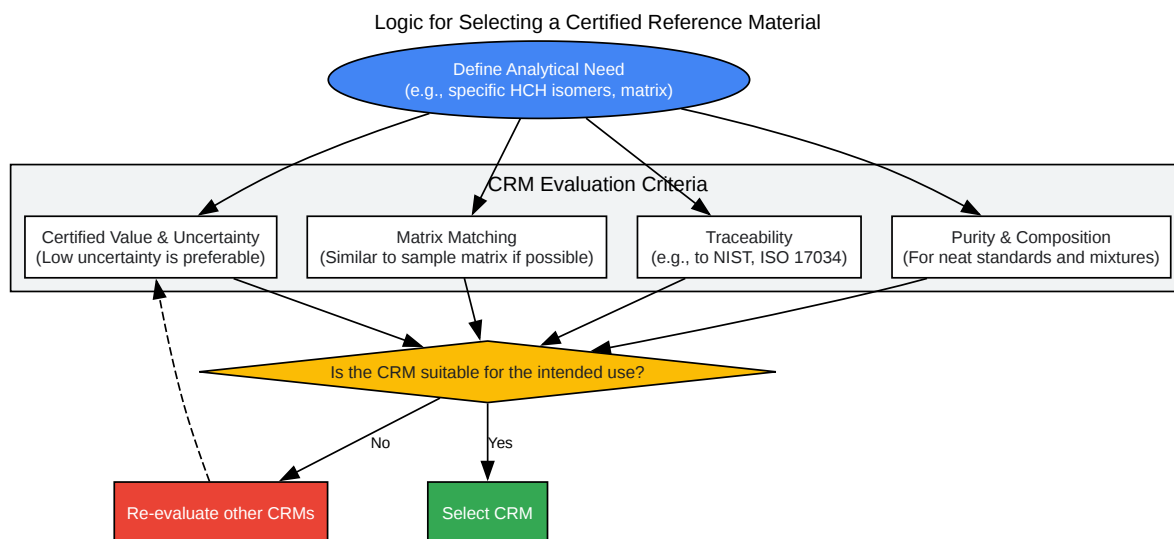 Logic for Selecting a Certified Reference Material
Define Analytical Need
(e.g., specific HCH isomers, matrix)
CRM Evaluation Criteria
Certified Value & Uncertainty
(Low uncertainty is preferable)
Matrix Matching
(Similar to sample matrix if possible)
Traceability
(e.g., to NIST, ISO 17034)
Purity & Composition
(For neat standards and mixtures)
Is the CRM suitable for the intended use?
No
Yes
Re-evaluate other CRMs
Select CRM